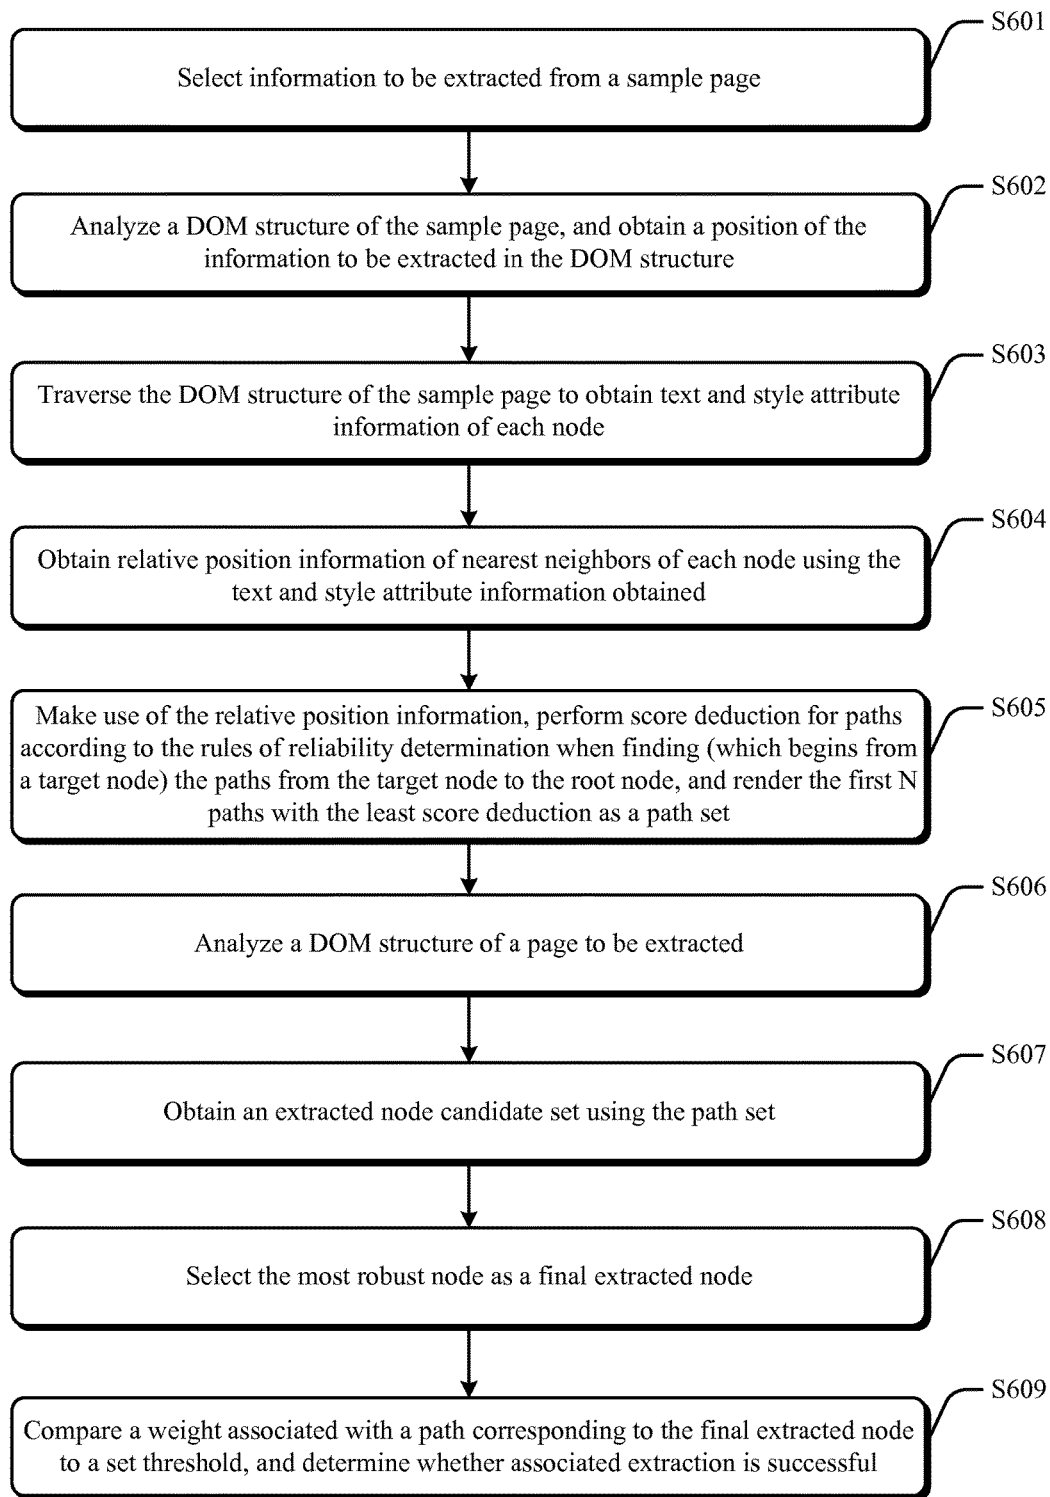 S601
Select information to be extracted from a sample page
S602
Analyze a DOM structure of the sample page, and obtain a position of the
information to be extracted in the DOM structure
S603
Traverse the DOM structure of the sample page to obtain text and style attribute
information of each node
S604
Obtain relative position information of nearest neighbors of each node using the
text and style attribute information obtained
S605
Make use of the relative position information, perform score deduction for paths
according to the rules of reliability determination when finding (which begins from
a target node) the paths from the target node to the root node, and render the first N
paths with the least score deduction as a path set
S606
Analyze a DOM structure of a page to be extracted
S607
Obtain an extracted node candidate set using the path set
S608
Select the most robust node as a final extracted node
S609
Compare a weight associated with a path corresponding to the final extracted node
to a set threshold, and determine whether associated extraction is successful